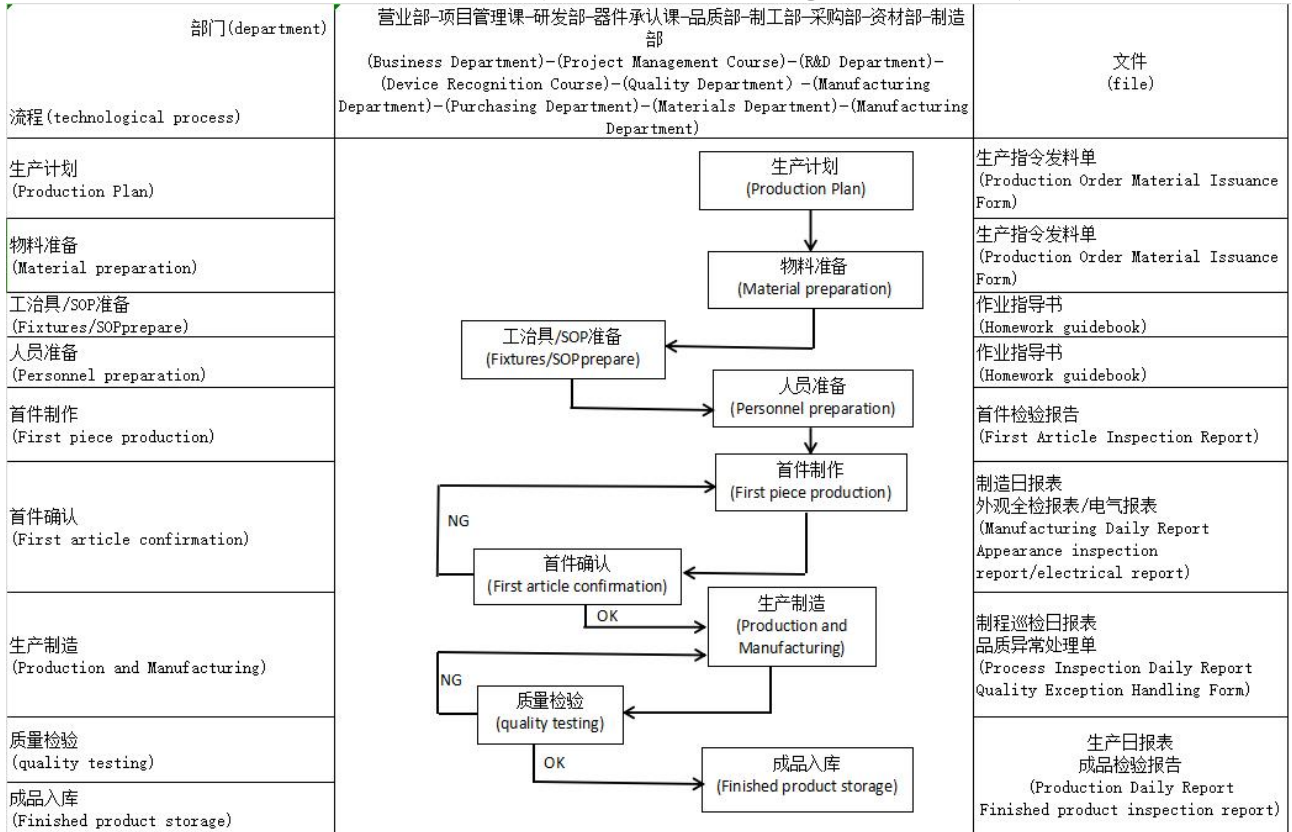 部门(department)
流程(technological process)
营业部-项目管理课-研发部-器件承认课-品质部-制工部-采购部-资材部-制造
部
(Business Department)-(Project Management Course)-(R&D Department)-
(Device Recognition Course)-(Quality Department) -(Manufacturing
Department)-(Purchasing Department)-(Materials Department)-(Manufacturing
Department)
文件
(file)
生产计划
(Production Plan)
生产计划
(Production Plan)
生产指令发料单
(Production Order Material Issuance
Form)
物料准备
(Material preparation)
物料准备
(Material preparation)
生产指令发料单
(Production Order Material Issuance
Form)
工治具/SOP准备
(Fixtures/SOPprepare)
工治具/SOP准备
(Fixtures/SOPprepare)
作业指导书
(Homework guidebook)
人员准备
(Personnel preparation)
人员准备
(Personnel preparation)
作业指导书
(Homework guidebook)
首件制作
(First piece production)
首件制作
(First piece production)
首件检验报告
(First Article Inspection Report)
首件确认
(First article confirmation)
NG
首件确认
(First article confirmation)
OK
制造日报表
外观全检报表/电气报表
(Manufacturing Daily Report
Appearance inspection
report/electrical report)
生产制造
(Production and Manufacturing)
生产制造
(Production and
Manufacturing)
NG
制程巡检日报表
品质异常处理单
(Process Inspection Daily Report
Quality Exception Handling Form)
质量检验
(quality testing)
质量检验
(quality testing)
OK
生产日报表
成品检验报告
(Production Daily Report
Finished product inspection report)
成品入库
(Finished product storage)
成品入库
(Finished product storage)